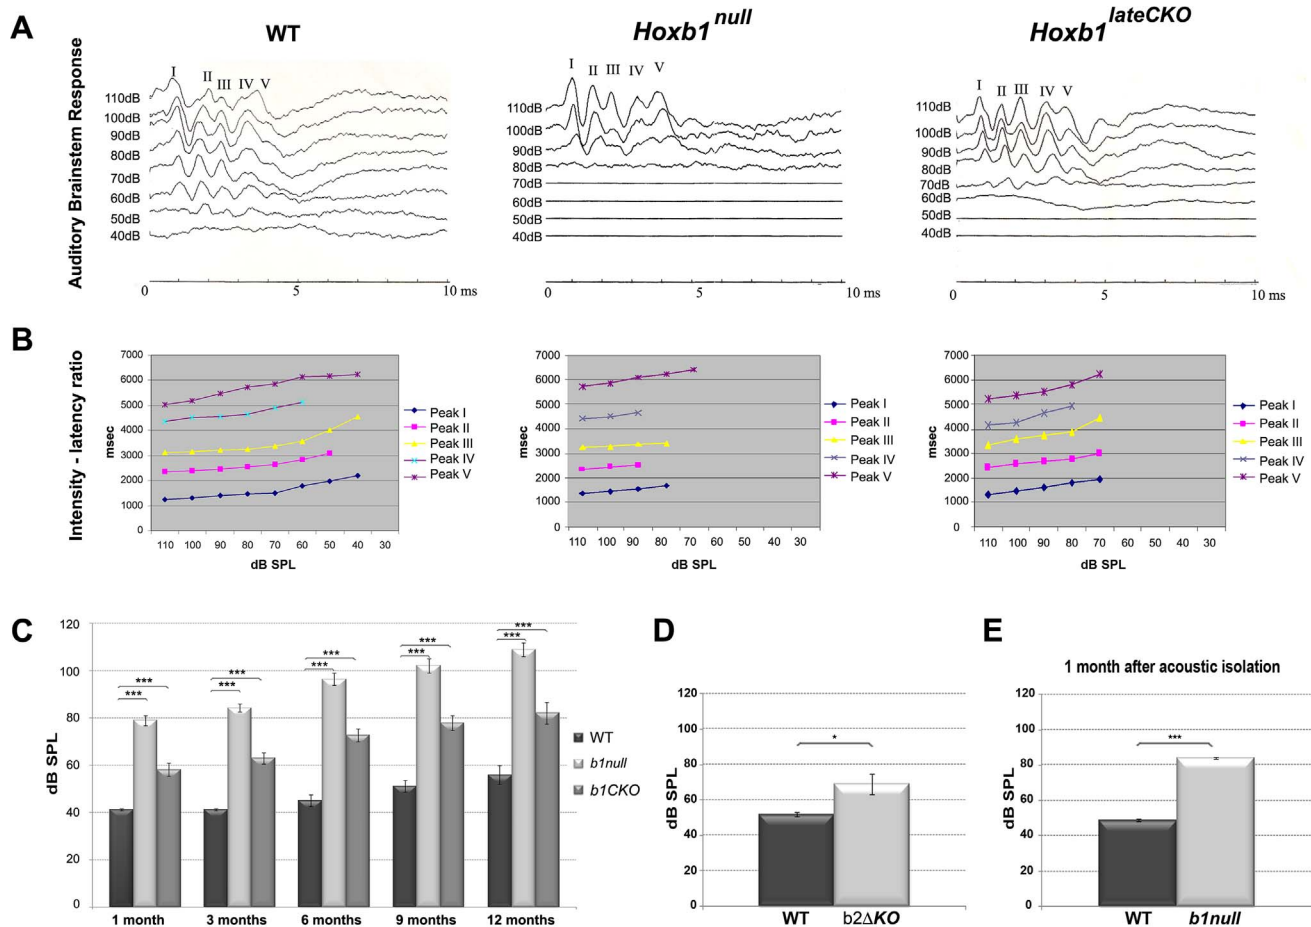 A
WT
Hoxb1 null
Hoxb1 lateCKO
Auditory Brainstem Response
I II III IV V
110dB
100dB
90dB
80dB
70dB
60dB
50dB
40dB
0 5 10 ms
I II III IV V
110dB
100dB
90dB
80dB
70dB
60dB
50dB
40dB
0 5 10 ms
I II III IV V
110dB
100dB
90dB
80dB
70dB
60dB
50dB
40dB
0 5 10 ms
B
Intensity - latency ratio
msec
7000
6000
5000
4000
3000
2000
1000
0
110 100 90 80 70 60 50 40 30
dB SPL
Peak I
Peak II
Peak III
Peak IV
Peak V
msec
7000
6000
5000
4000
3000
2000
1000
0
110 100 90 80 70 60 50 40 30
dB SPL
Peak I
Peak II
Peak III
Peak IV
Peak V
msec
7000
6000
5000
4000
3000
2000
1000
0
110 100 90 80 70 60 50 40 30
dB SPL
Peak I
Peak II
Peak III
Peak IV
Peak V
C
dB SPL
120
100
80
60
40
20
0
*** ***
*** ***
*** ***
*** ***
*** ***
1 month 3 months 6 months 9 months 12 months
WT
b1null
b1CKO
D
dB SPL
120
100
80
60
40
20
0
*
WT b2ΔKO
E
1 month after acoustic isolation
dB SPL
120
100
80
60
40
20
0
***
WT b1null